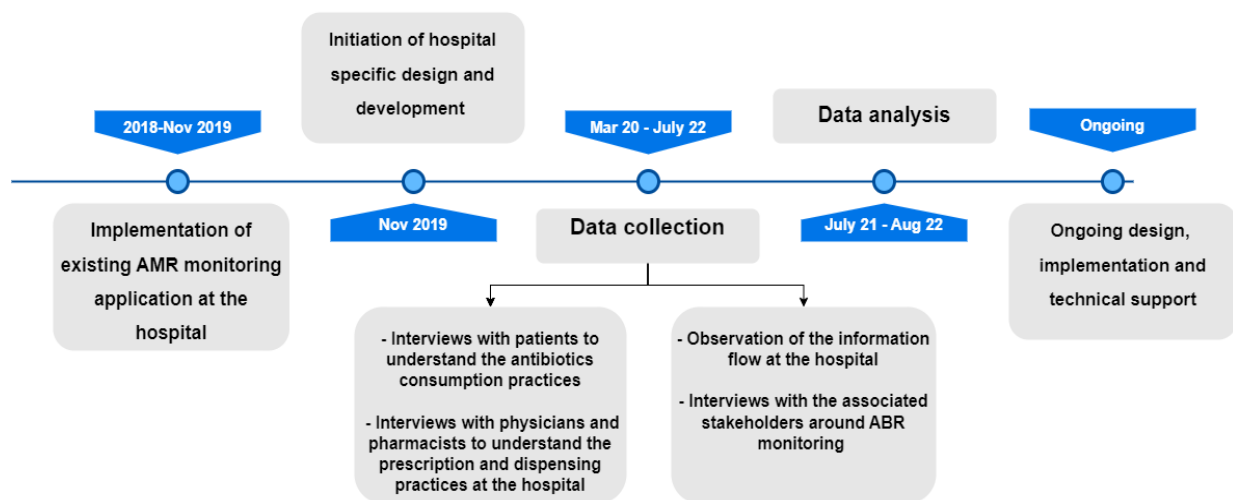 2018-Nov 2019
Implementation of
existing AMR monitoring
application at the
hospital
Initiation of hospital
specific design and
development
Nov 2019
Mar 20 - July 22
Data collection
- Interviews with patients to
understand the antibiotics
consumption practices
- Interviews with physicians and
pharmacists to understand the
prescription and dispensing
practices at the hospital
- Observation of the information
flow at the hospital
- Interviews with the associated
stakeholders around ABR
monitoring
Data analysis
July 21 - Aug 22
Ongoing
Ongoing design,
implementation and
technical support